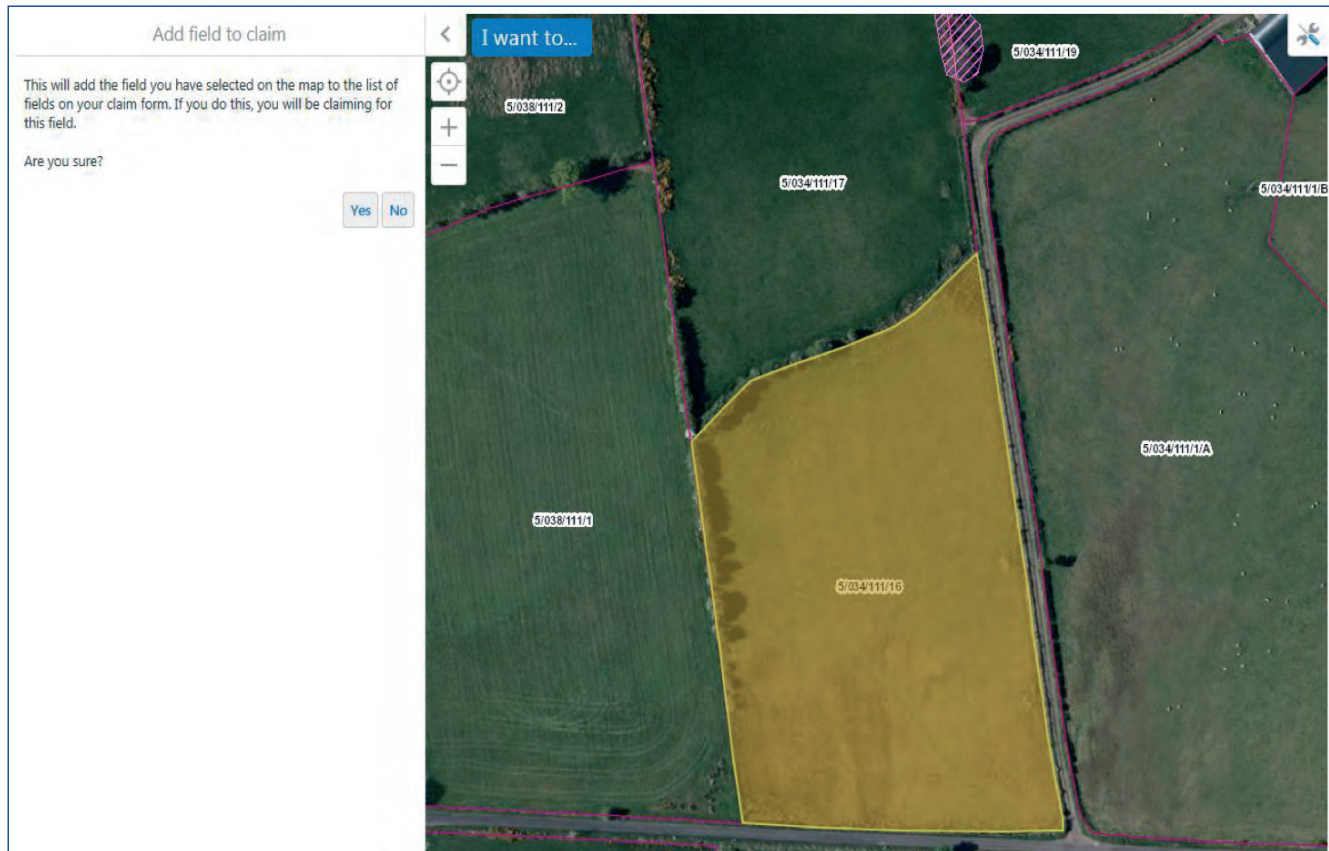 Add field to claim
This will add the field you have selected on the map to the list of
fields on your claim form. If you do this, you will be claiming for
this field.
Are you sure?
Yes No
I want to...
5/034/111/19
5/038/111/2
5/034/111/17
5/034/111/1/B
5/034/111/1/A
5/038/111/1
5/034/111/16